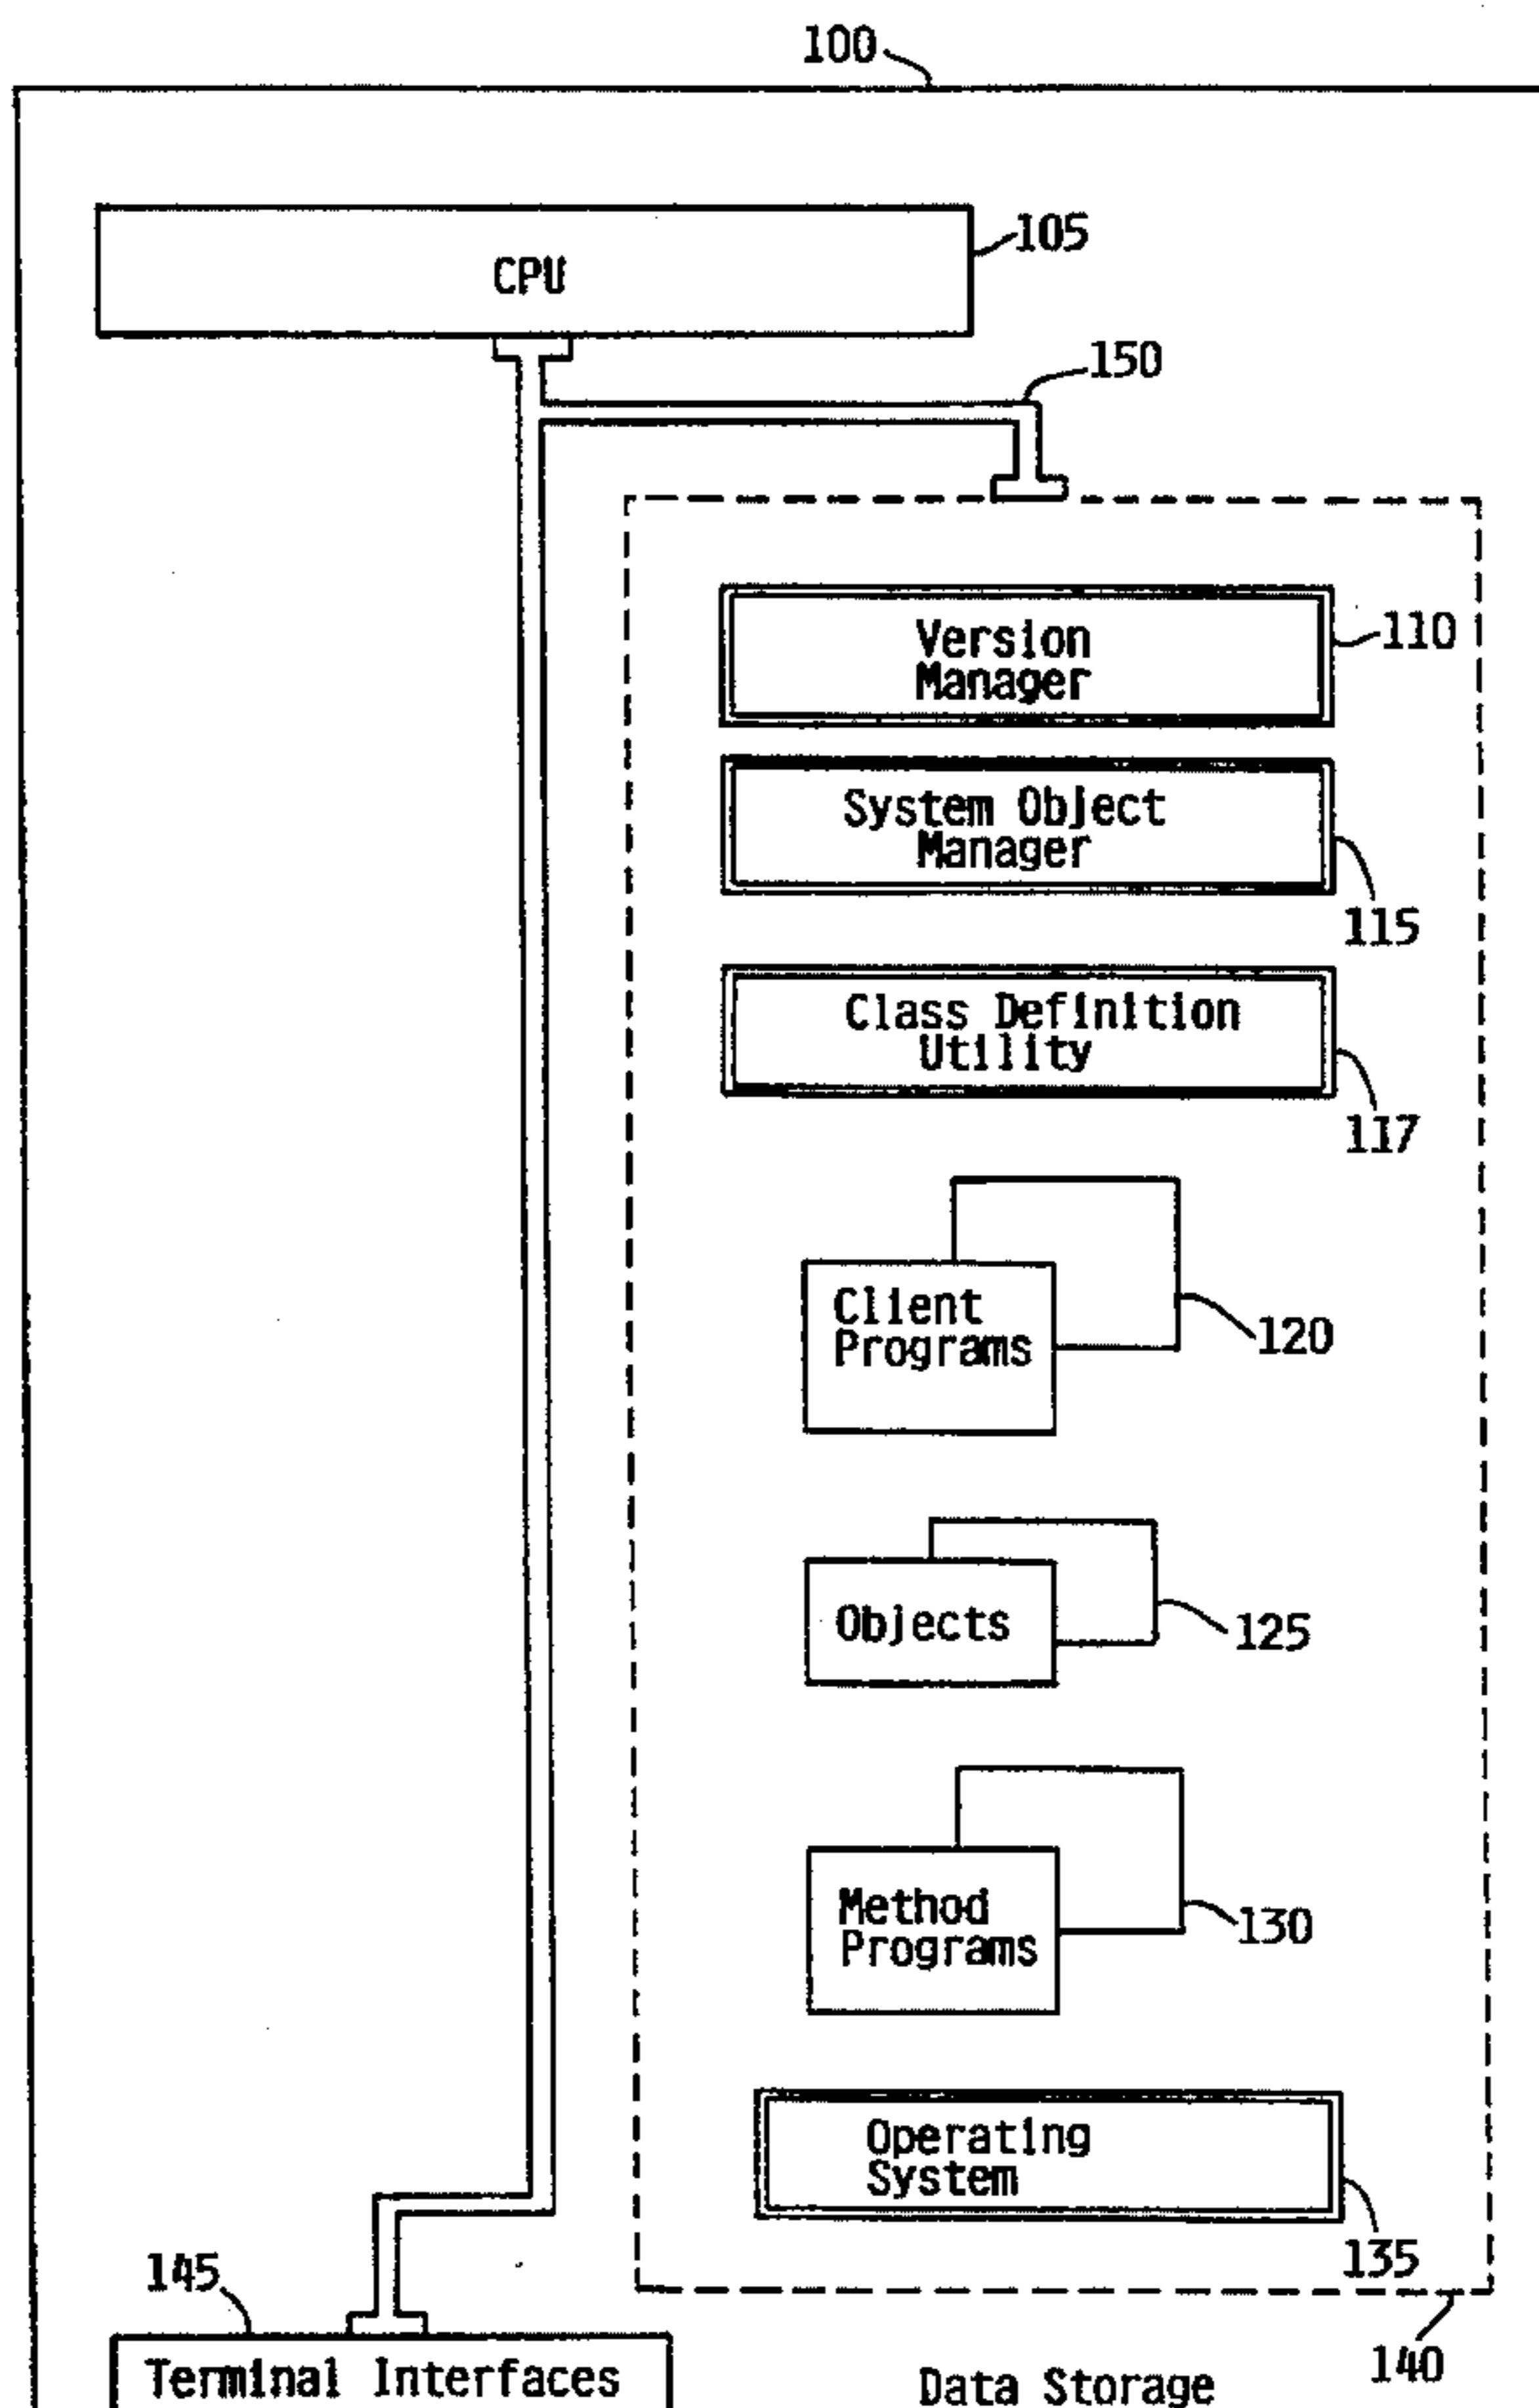 100
CPU
105
150
Version
Manager
110
System Object
Manager
115
Class Definition
Utility
117
Client
Programs
120
Objects
125
Method
Programs
130
Operating
System
135
145
Terminal Interfaces
Data Storage
140